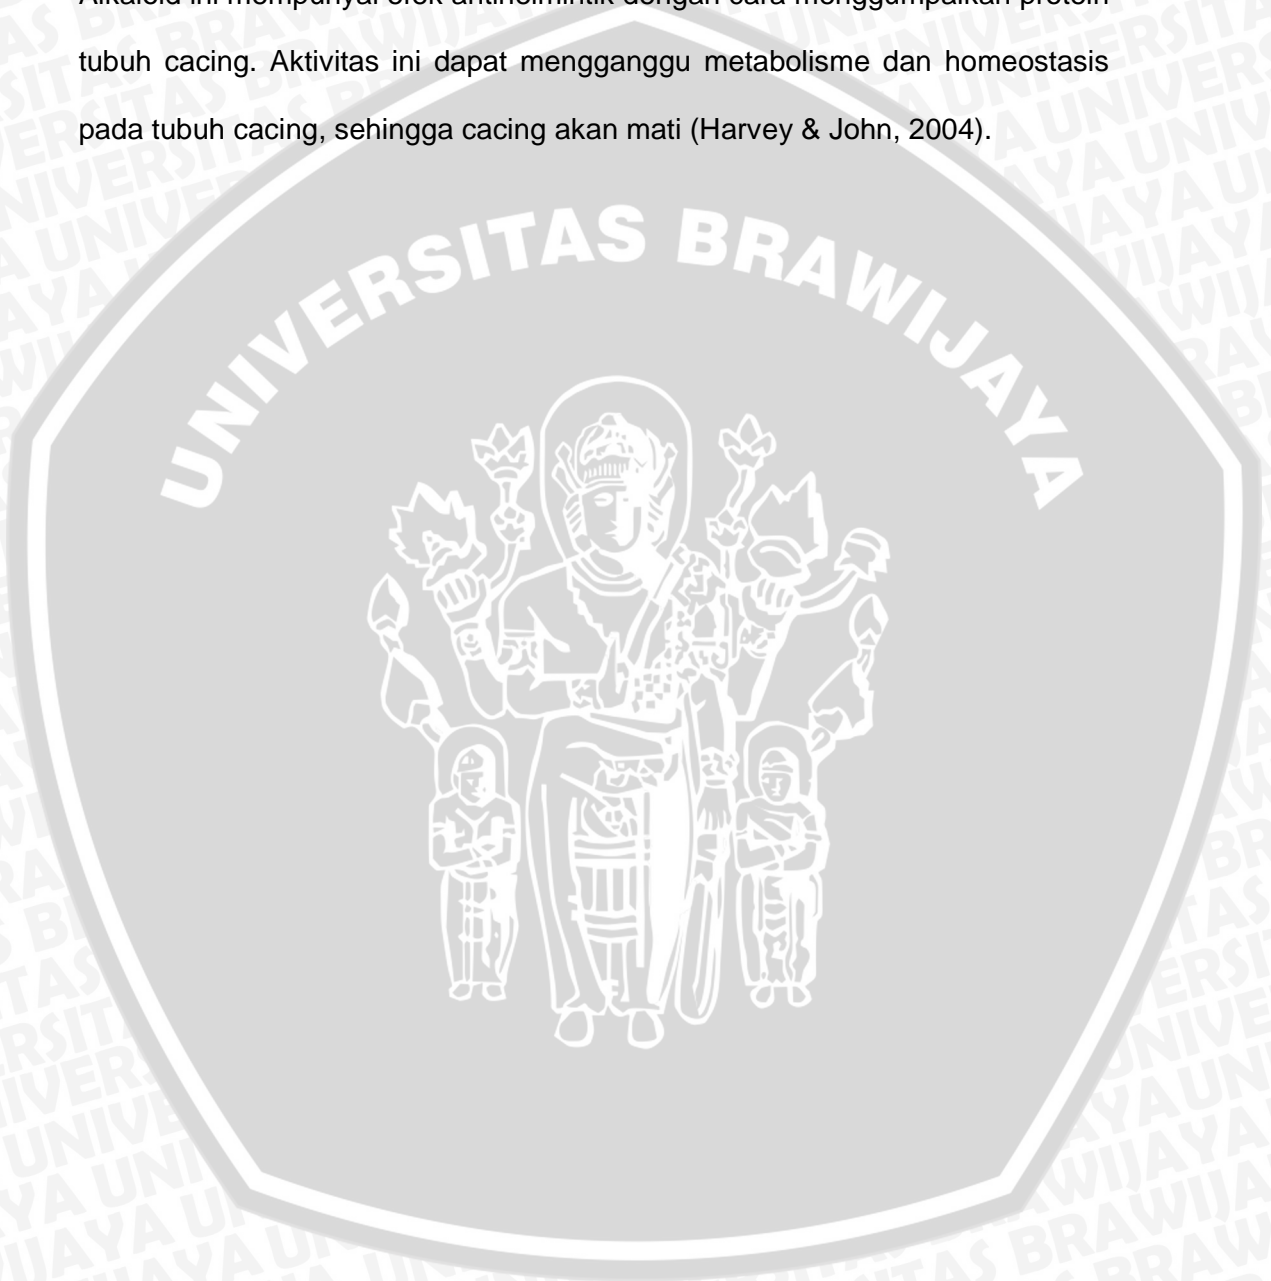 Alkaloid ini mempunyai efek antihelmintik dengan cara menggumpalkan protein
tubuh cacing. Aktivitas ini dapat mengganggu metabolisme dan homeostasis
pada tubuh cacing, sehingga cacing akan mati (Harvey & John, 2004).
UNIVERSITAS BRAWIJAYA